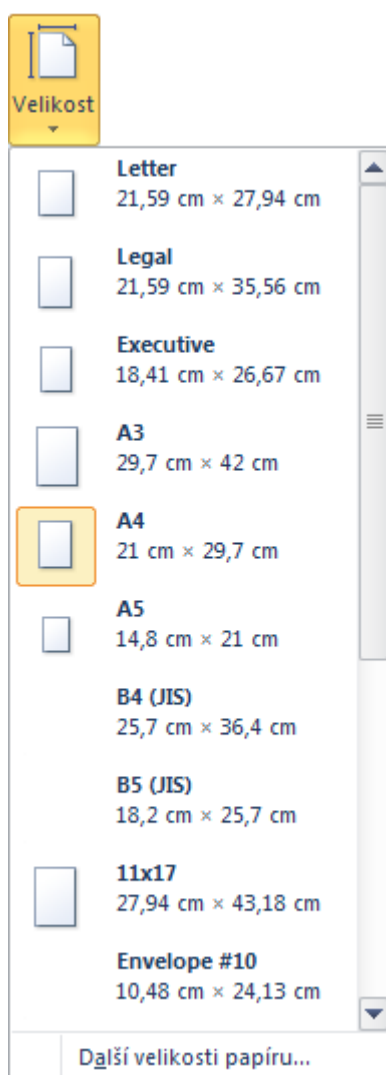 Velikost
Letter
21,59 cm × 27,94 cm
Legal
21,59 cm × 35,56 cm
Executive
18,41 cm × 26,67 cm
A3
29,7 cm × 42 cm
A4
21 cm × 29,7 cm
A5
14,8 cm × 21 cm
B4 (JIS)
25,7 cm × 36,4 cm
B5 (JIS)
18,2 cm × 25,7 cm
11x17
27,94 cm × 43,18 cm
Envelope #10
10,48 cm × 24,13 cm
Další velikosti papíru...